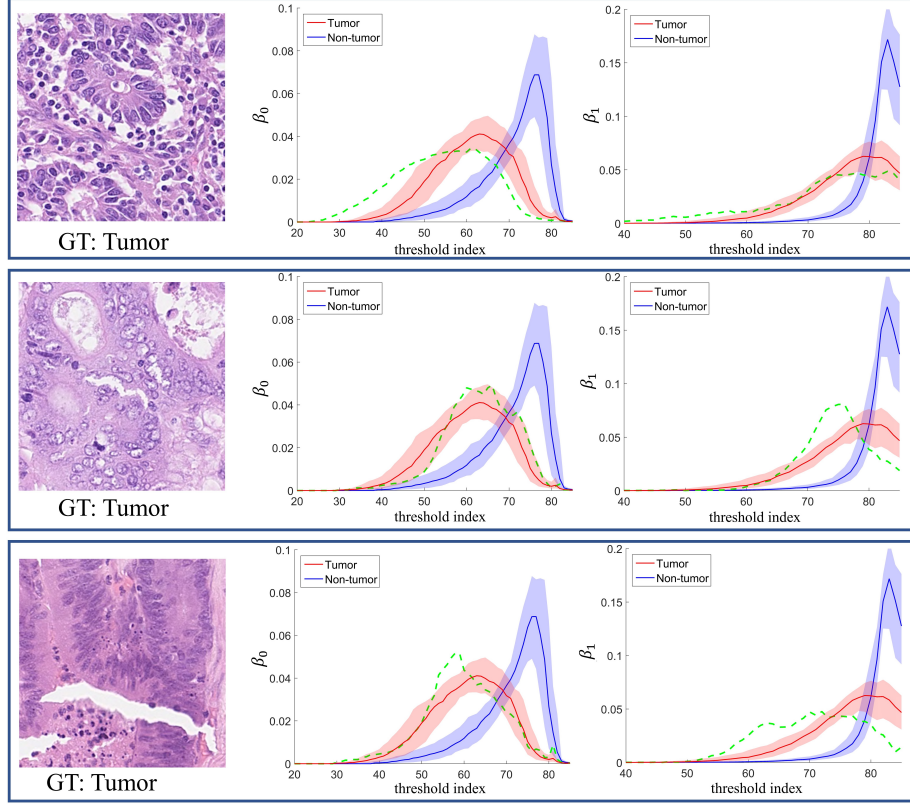 0.1
0.08
0.06
0.04
0.02
0
β0
Tumor
Non-tumor
20 30 40 50 60 70 80
threshold index
0.2
0.15
0.1
0.05
0
β1
Tumor
Non-tumor
40 50 60 70 80
threshold index
GT: Tumor
0.1
0.08
0.06
0.04
0.02
0
β0
Tumor
Non-tumor
20 30 40 50 60 70 80
threshold index
0.2
0.15
0.1
0.05
0
β1
Tumor
Non-tumor
40 50 60 70 80
threshold index
GT: Tumor
0.1
0.08
0.06
0.04
0.02
0
β0
Tumor
Non-tumor
20 30 40 50 60 70 80
threshold index
0.2
0.15
0.1
0.05
0
β1
Tumor
Non-tumor
40 50 60 70 80
threshold index
GT: Tumor